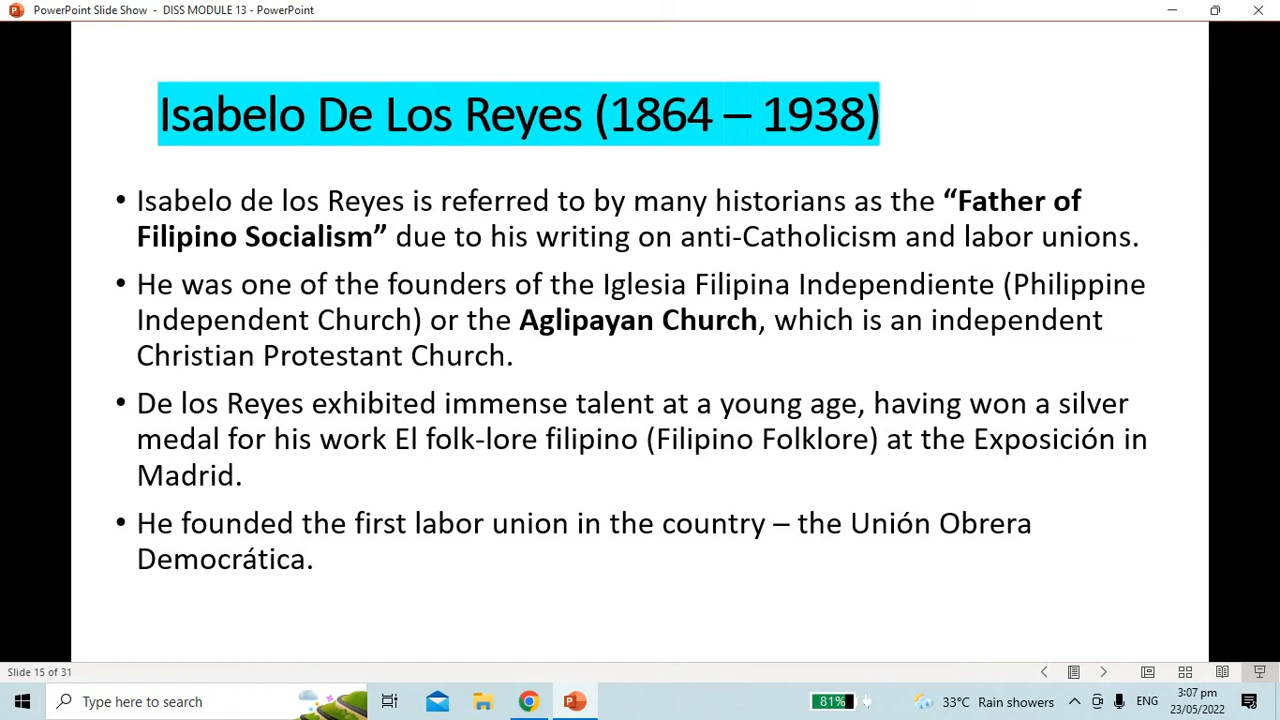 PowerPoint Slide Show - DISS MODULE 13 - PowerPoint
Isabelo De Los Reyes (1864 – 1938)
• Isabelo de los Reyes is referred to by many historians as the “Father of
Filipino Socialism” due to his writing on anti-Catholicism and labor unions.
• He was one of the founders of the Iglesia Filipina Independiente (Philippine
Independent Church) or the Aglipayan Church, which is an independent
Christian Protestant Church.
• De los Reyes exhibited immense talent at a young age, having won a silver
medal for his work El folk-lore filipino (Filipino Folklore) at the Exposición in
Madrid.
• He founded the first labor union in the country – the Unión Obrera
Democrática.
Slide 15 of 31
Type here to search
81%
33°C Rain showers
ENG
3:07 pm
23/05/2022